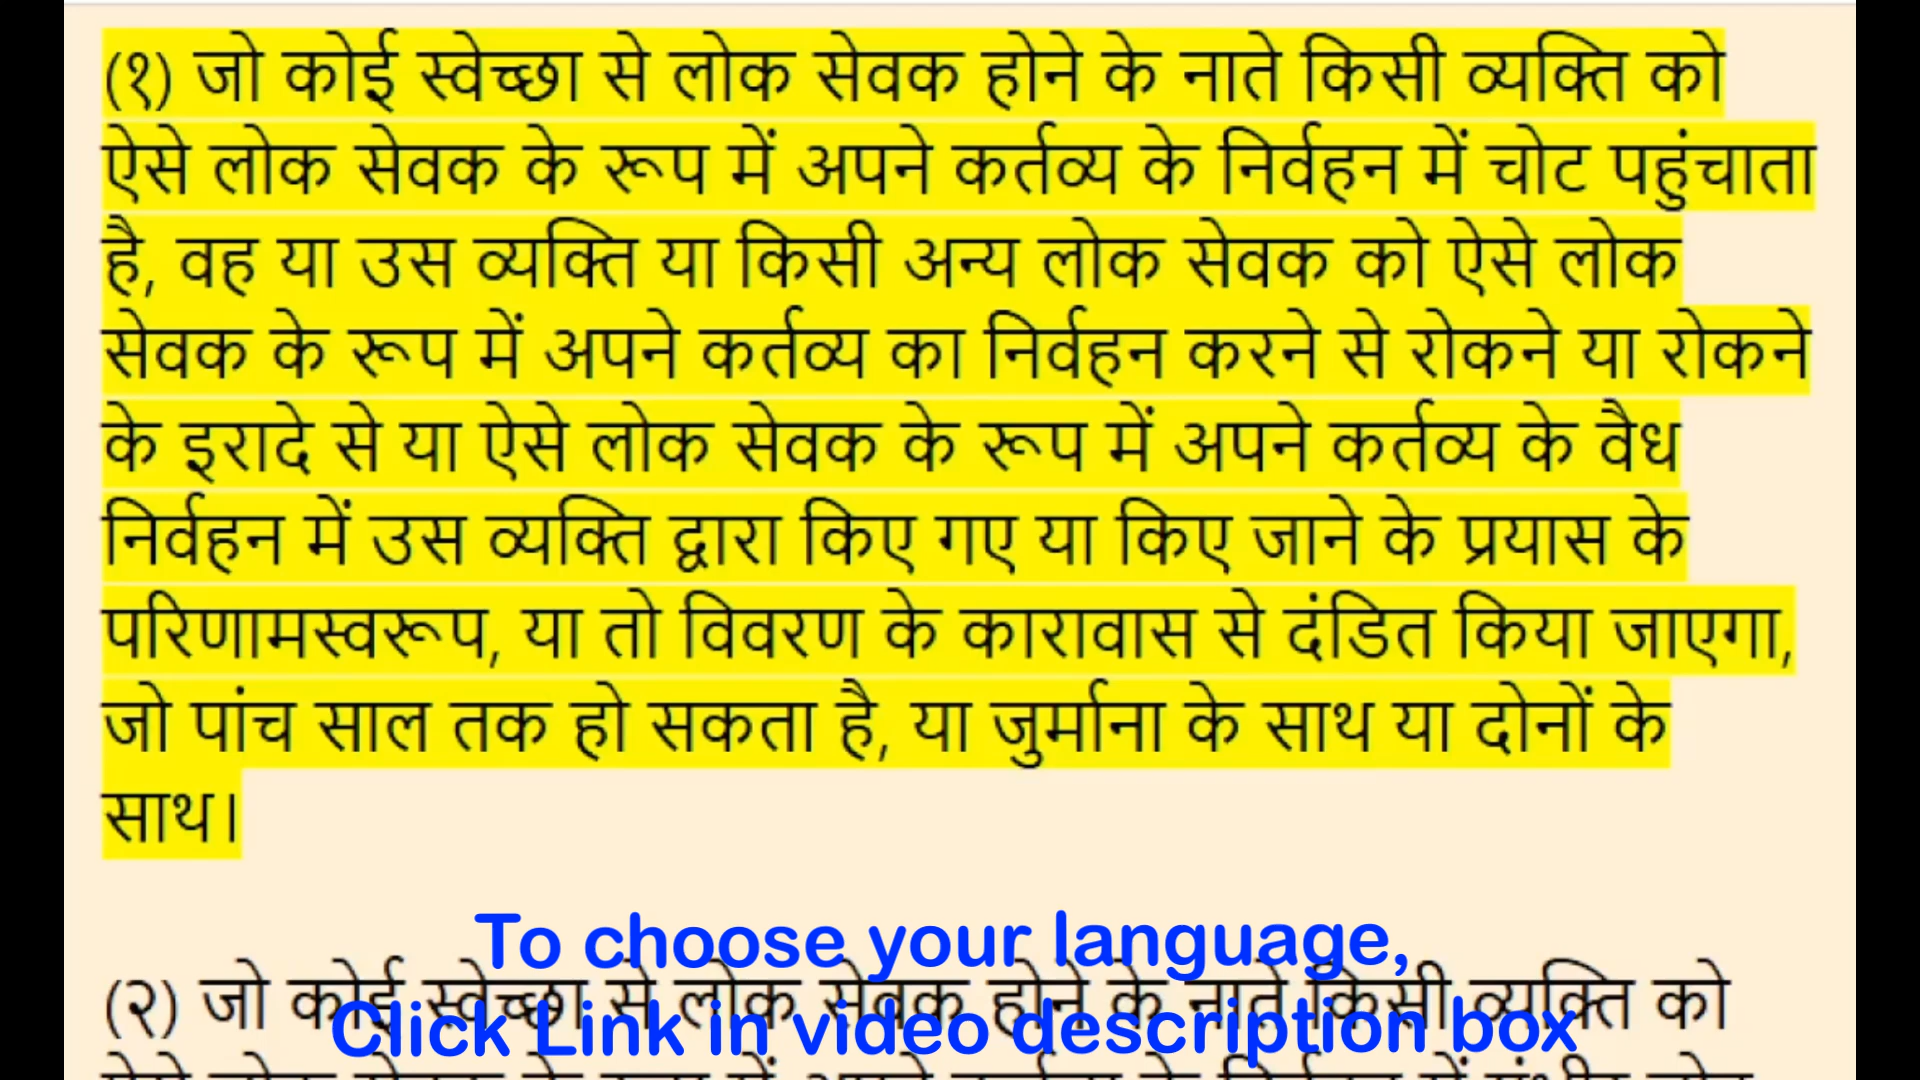 (१) जो कोई स्वेच्छा से लोक सेवक होने के नाते किसी व्यक्ति को
ऐसे लोक सेवक के रूप में अपने कर्तव्य के निर्वहन में चोट पहुंचाता
है, वह या उस व्यक्ति या किसी अन्य लोक सेवक को ऐसे लोक
सेवक के रूप में अपने कर्तव्य का निर्वहन करने से रोकने या रोकने
के इरादे से या ऐसे लोक सेवक के रूप में अपने कर्तव्य के वैध
निर्वहन में उस व्यक्ति द्वारा किए गए या किए जाने के प्रयास के
परिणामस्वरूप, या तो विवरण के कारावास से दंडित किया जाएगा,
जो पांच साल तक हो सकता है, या जुर्माना के साथ या दोनों के
साथ।
To choose your language,
(२) जो कोई स्वेच्छा से लोक सेवक होने के नाते किसी व्यक्ति को
Click Link in video description box